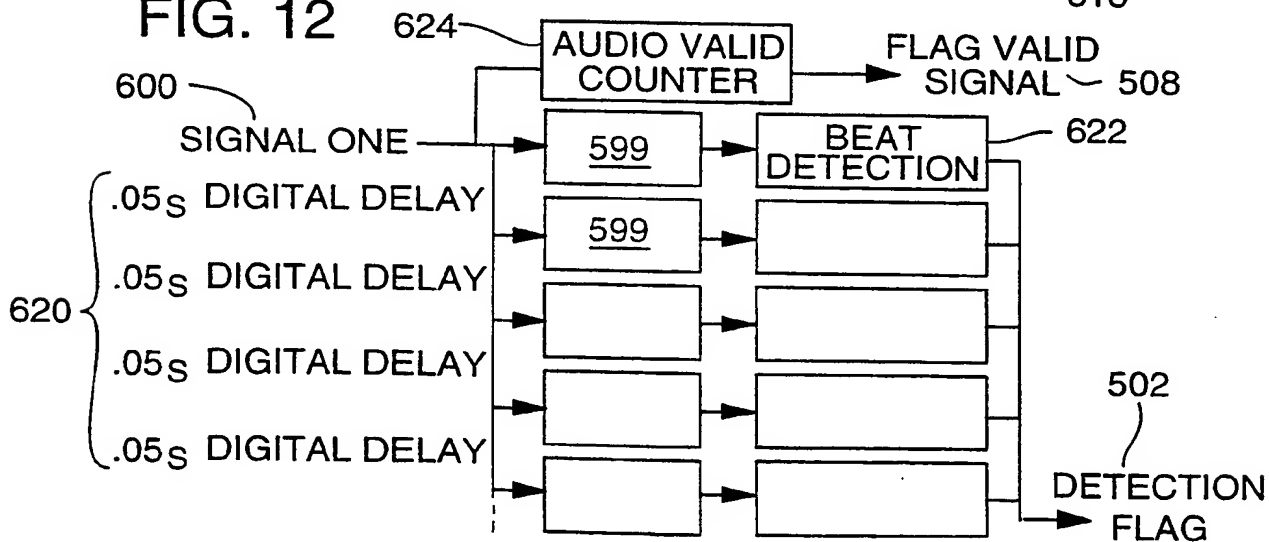 FIG. 12
624
AUDIO VALID
COUNTER
FLAG VALID
SIGNAL 508
600
SIGNAL ONE
599
BEAT
DETECTION
622
.05s DIGITAL DELAY
599
.05s DIGITAL DELAY
620
.05s DIGITAL DELAY
.05s DIGITAL DELAY
502
DETECTION
FLAG